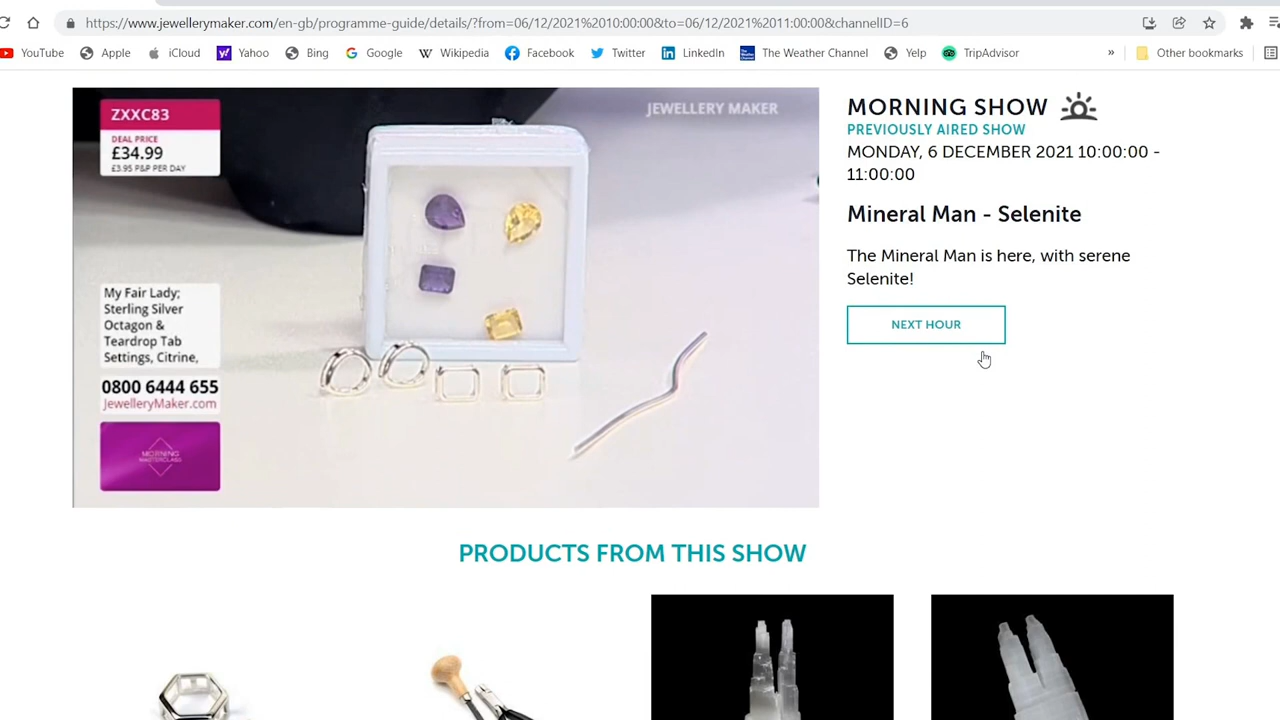 https://www.jewellerymaker.com/en-gb/programme-guide/details/?from=06/12/2021%2010:00:00&to=06/12/2021%2011:00:00&channelID=6
YouTube Apple iCloud Yahoo Bing Google Wikipedia Facebook Twitter LinkedIn The Weather Channel Yelp TripAdvisor » Other bookmarks
ZXXC83
DEAL PRICE
£34.99
£3.95 P&P PER DAY
JEWELLERY MAKER
My Fair Lady;
Sterling Silver
Octagon &
Teardrop Tab
Settings, Citrine,
0800 6444 655
JewelleryMaker.com
MORNING
MASTERCLASS
MORNING SHOW
PREVIOUSLY AIRED SHOW
MONDAY, 6 DECEMBER 2021 10:00:00 -
11:00:00
Mineral Man - Selenite
The Mineral Man is here, with serene
Selenite!
NEXT HOUR
PRODUCTS FROM THIS SHOW